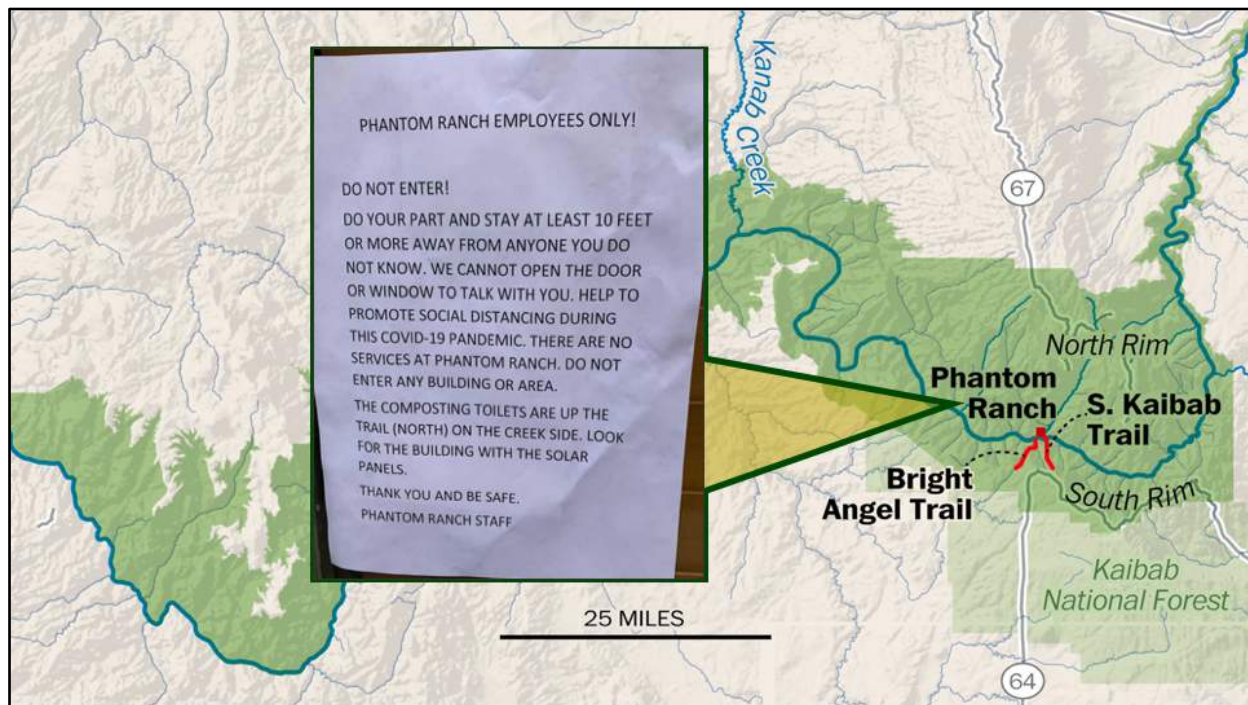 PHANTOM RANCH EMPLOYEES ONLY!
DO NOT ENTER!
DO YOUR PART AND STAY AT LEAST 10 FEET
OR MORE AWAY FROM ANYONE YOU DO
NOT KNOW. WE CANNOT OPEN THE DOOR
OR WINDOW TO TALK WITH YOU. HELP TO
PROMOTE SOCIAL DISTANCING DURING
THIS COVID-19 PANDEMIC. THERE ARE NO
SERVICES AT PHANTOM RANCH. DO NOT
ENTER ANY BUILDING OR AREA.
THE COMPOSTING TOILETS ARE UP THE
TRAIL (NORTH) ON THE CREEK SIDE. LOOK
FOR THE BUILDING WITH THE SOLAR
PANELS.
THANK YOU AND BE SAFE.
PHANTOM RANCH STAFF
Kanab Creek
67
North Rim
Phantom
Ranch
S. Kaibab
Trail
Bright
Angel Trail
South Rim
Kaibab
National Forest
25 MILES
64